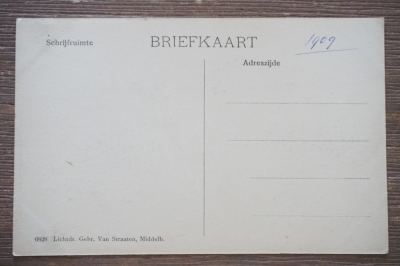 BRIEFKAART
1909
Schrijfruimte
Adreszijde
Lichtdr. Gebr. Van Straaten, Middelb.